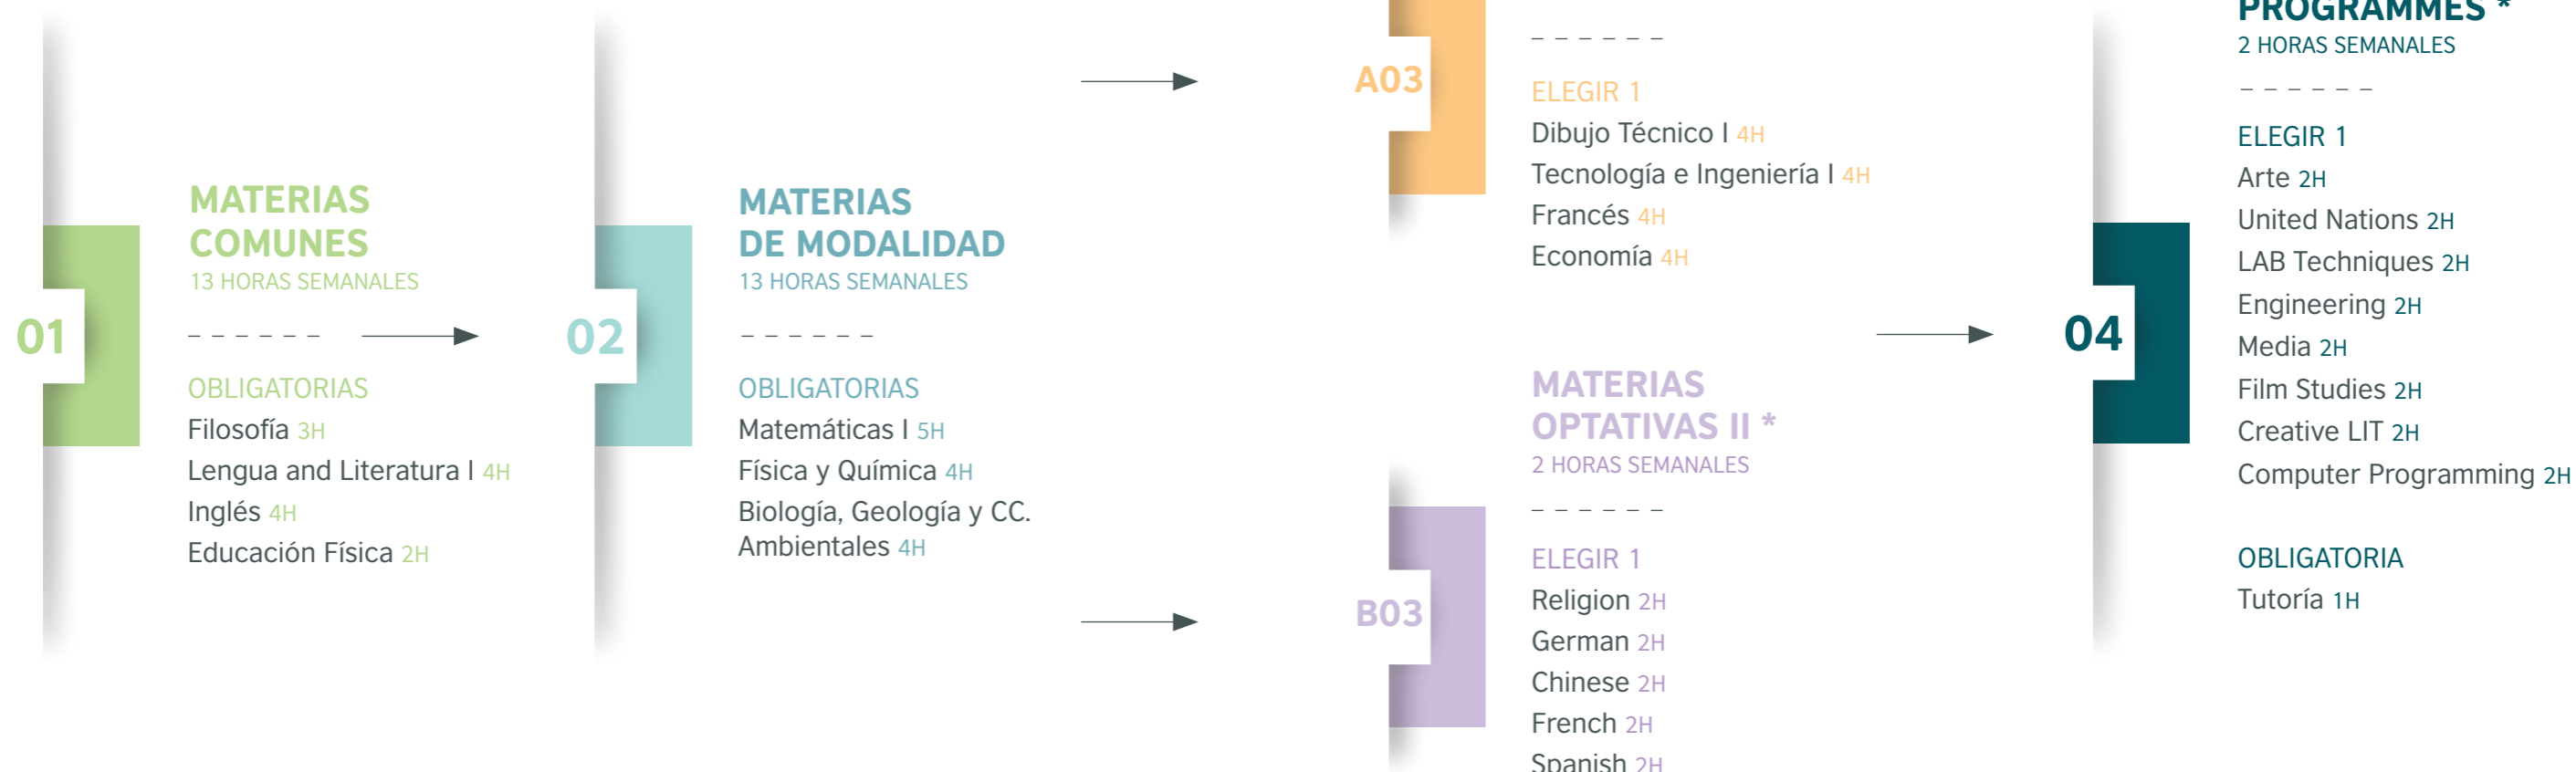 01
MATERIAS
COMUNES
13 HORAS SEMANALES
OBLIGATORIAS
Filosofía 3H
Lengua and Literatura I 4H
Inglés 4H
Educación Física 2H
02
MATERIAS
DE MODALIDAD
13 HORAS SEMANALES
OBLIGATORIAS
Matemáticas I 5H
Física y Química 4H
Biología, Geología y CC.
Ambientales 4H
A03
ELEGIR 1
Dibujo Técnico I 4H
Tecnología e Ingeniería I 4H
Francés 4H
Economía 4H
B03
MATERIAS
OPTATIVAS II *
2 HORAS SEMANALES
ELEGIR 1
Religion 2H
German 2H
Chinese 2H
French 2H
Spanish 2H
04
PROGRAMMES *
2 HORAS SEMANALES
ELEGIR 1
Arte 2H
United Nations 2H
LAB Techniques 2H
Engineering 2H
Media 2H
Film Studies 2H
Creative LIT 2H
Computer Programming 2H
OBLIGATORIA
Tutoría 1H